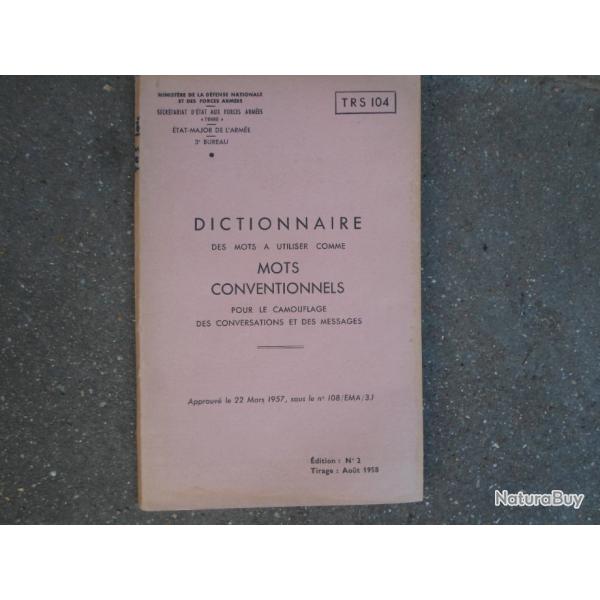 MINISTÈRE DE LA DÉFENSE NATIONALE
ET DES FORCES ARMÉES
SECRÉTARIAT D'ÉTAT AUX FORCES ARMÉES
« TERRE »
ÉTAT-MAJOR DE L'ARMÉE
3e BUREAU
TRS 104
DICTIONNAIRE
DES MOTS A UTILISER COMME
MOTS
CONVENTIONNELS
POUR LE CAMOUFLAGE
DES CONVERSATIONS ET DES MESSAGES
Approuvé le 22 Mars 1957, sous le n° 108/EMA/3.I
Édition : N° 2
Tirage : Août 1958
NaturaBuy